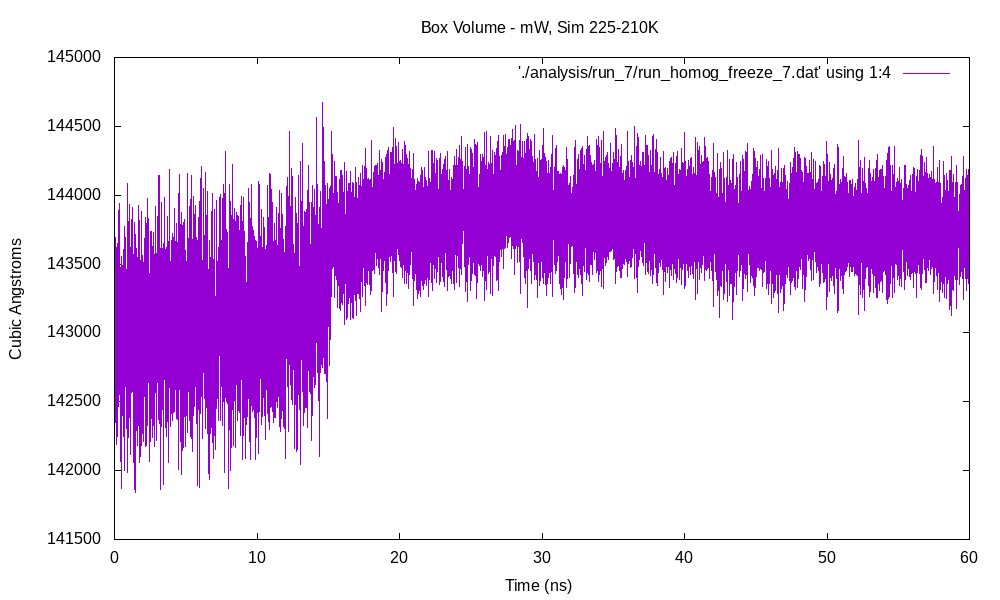 Box Volume - mW, Sim 225-210K
'./analysis/run_7/run_homog_freeze_7.dat' using 1:4
145000
144500
144000
143500
143000
142500
142000
141500
Cubic Angstroms
0 10 20 30 40 50 60
Time (ns)